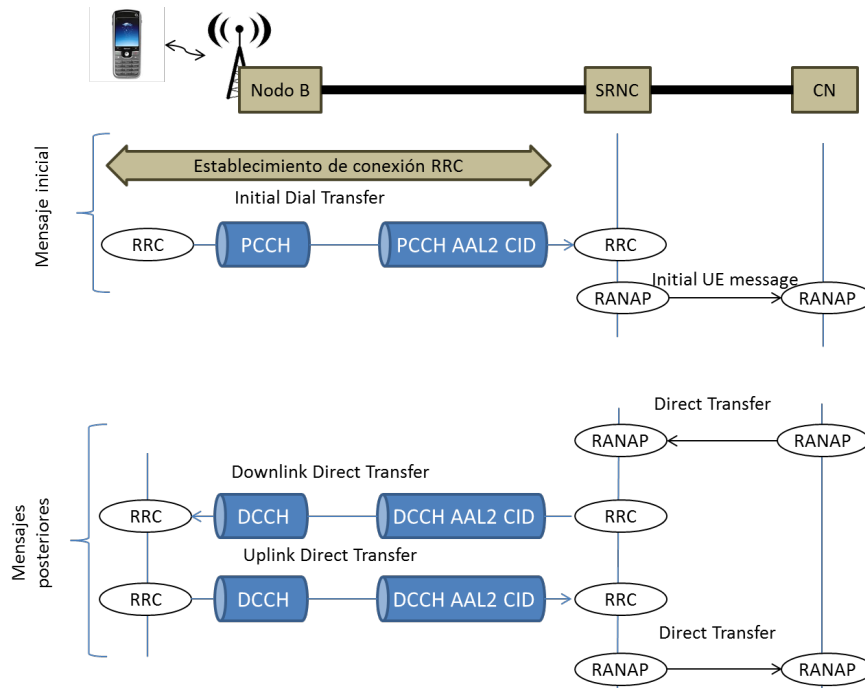 Nodo B
SRNC
CN
Mensaje inicial
Establecimiento de conexión RRC
Initial Dial Transfer
RRC
PCCH
PCCH AAL2 CID
RRC
RANAP
Initial UE message
RANAP
Mensajes
posteriores
Direct Transfer
RANAP
RANAP
Downlink Direct Transfer
RRC
DCCH
DCCH AAL2 CID
RRC
Uplink Direct Transfer
RRC
DCCH
DCCH AAL2 CID
RRC
Direct Transfer
RANAP
RANAP